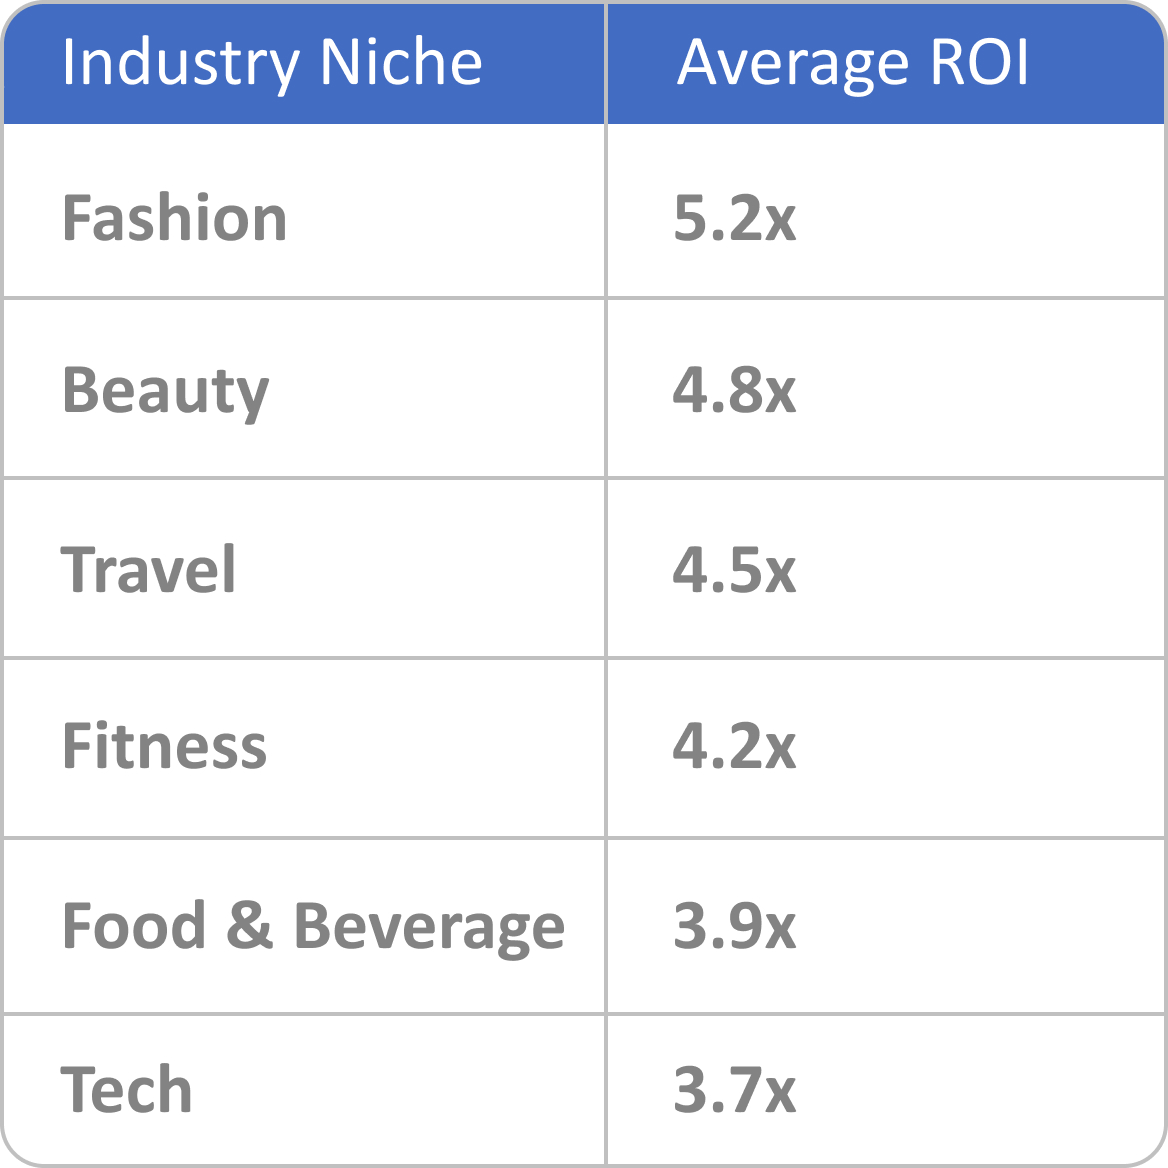 Industry Niche Average ROI
Fashion 5.2x
Beauty 4.8x
Travel 4.5x
Fitness 4.2x
Food & Beverage 3.9x
Tech 3.7x